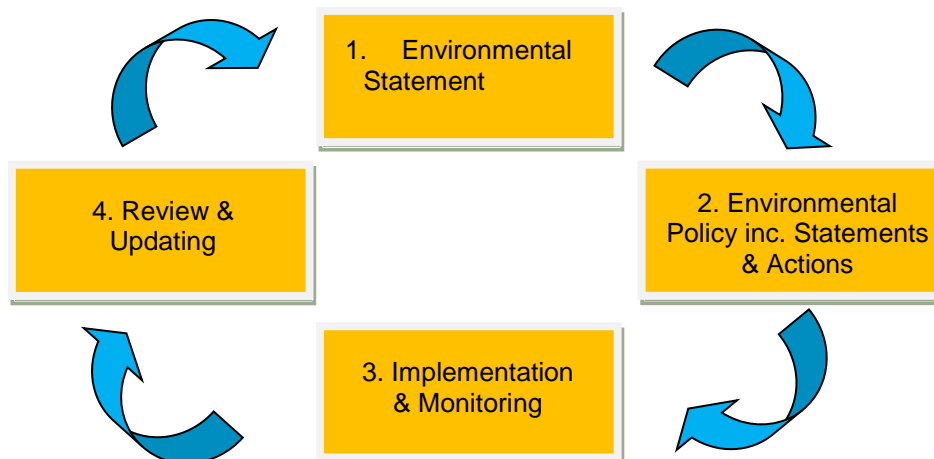 1. Environmental
Statement
2. Environmental
Policy inc. Statements
& Actions
3. Implementation
& Monitoring
4. Review &
Updating